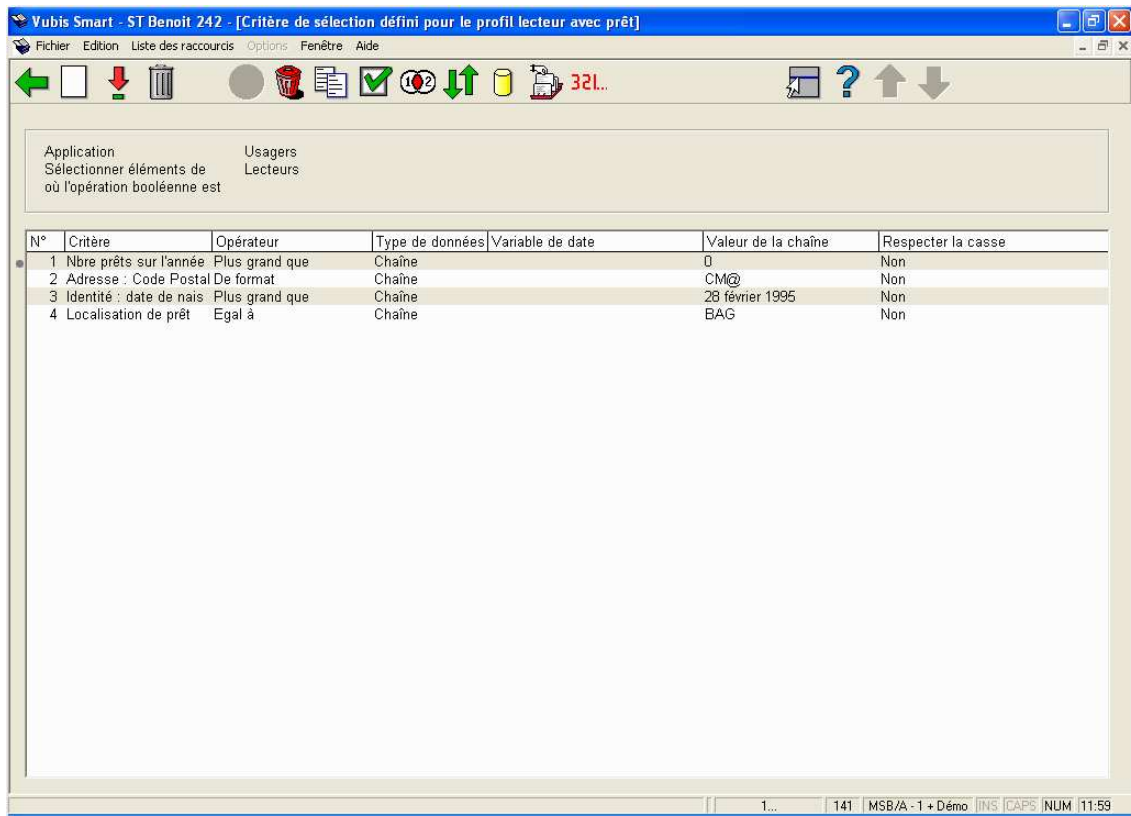 Vubis Smart - ST Benoit 242 - [Critère de sélection défini pour le profil lecteur avec prêt]
Fichier Edition Liste des raccourcis Options Fenêtre Aide
1 2 321...
Application Usagers
Sélectionner éléments de Lecteurs
où l'opération booléenne est
N° Critère Opérateur Type de données Variable de date Valeur de la chaîne Respecter la casse
1 Nbre prêts sur l'année Plus grand que Chaîne 0 Non
2 Adresse : Code Postal De format Chaîne CM@ Non
3 Identité : date de nais Plus grand que Chaîne 28 février 1995 Non
4 Localisation de prêt Egal à Chaîne BAG Non
1... 141 MSB/A - 1 + Démo INS CAPS NUM 11:59